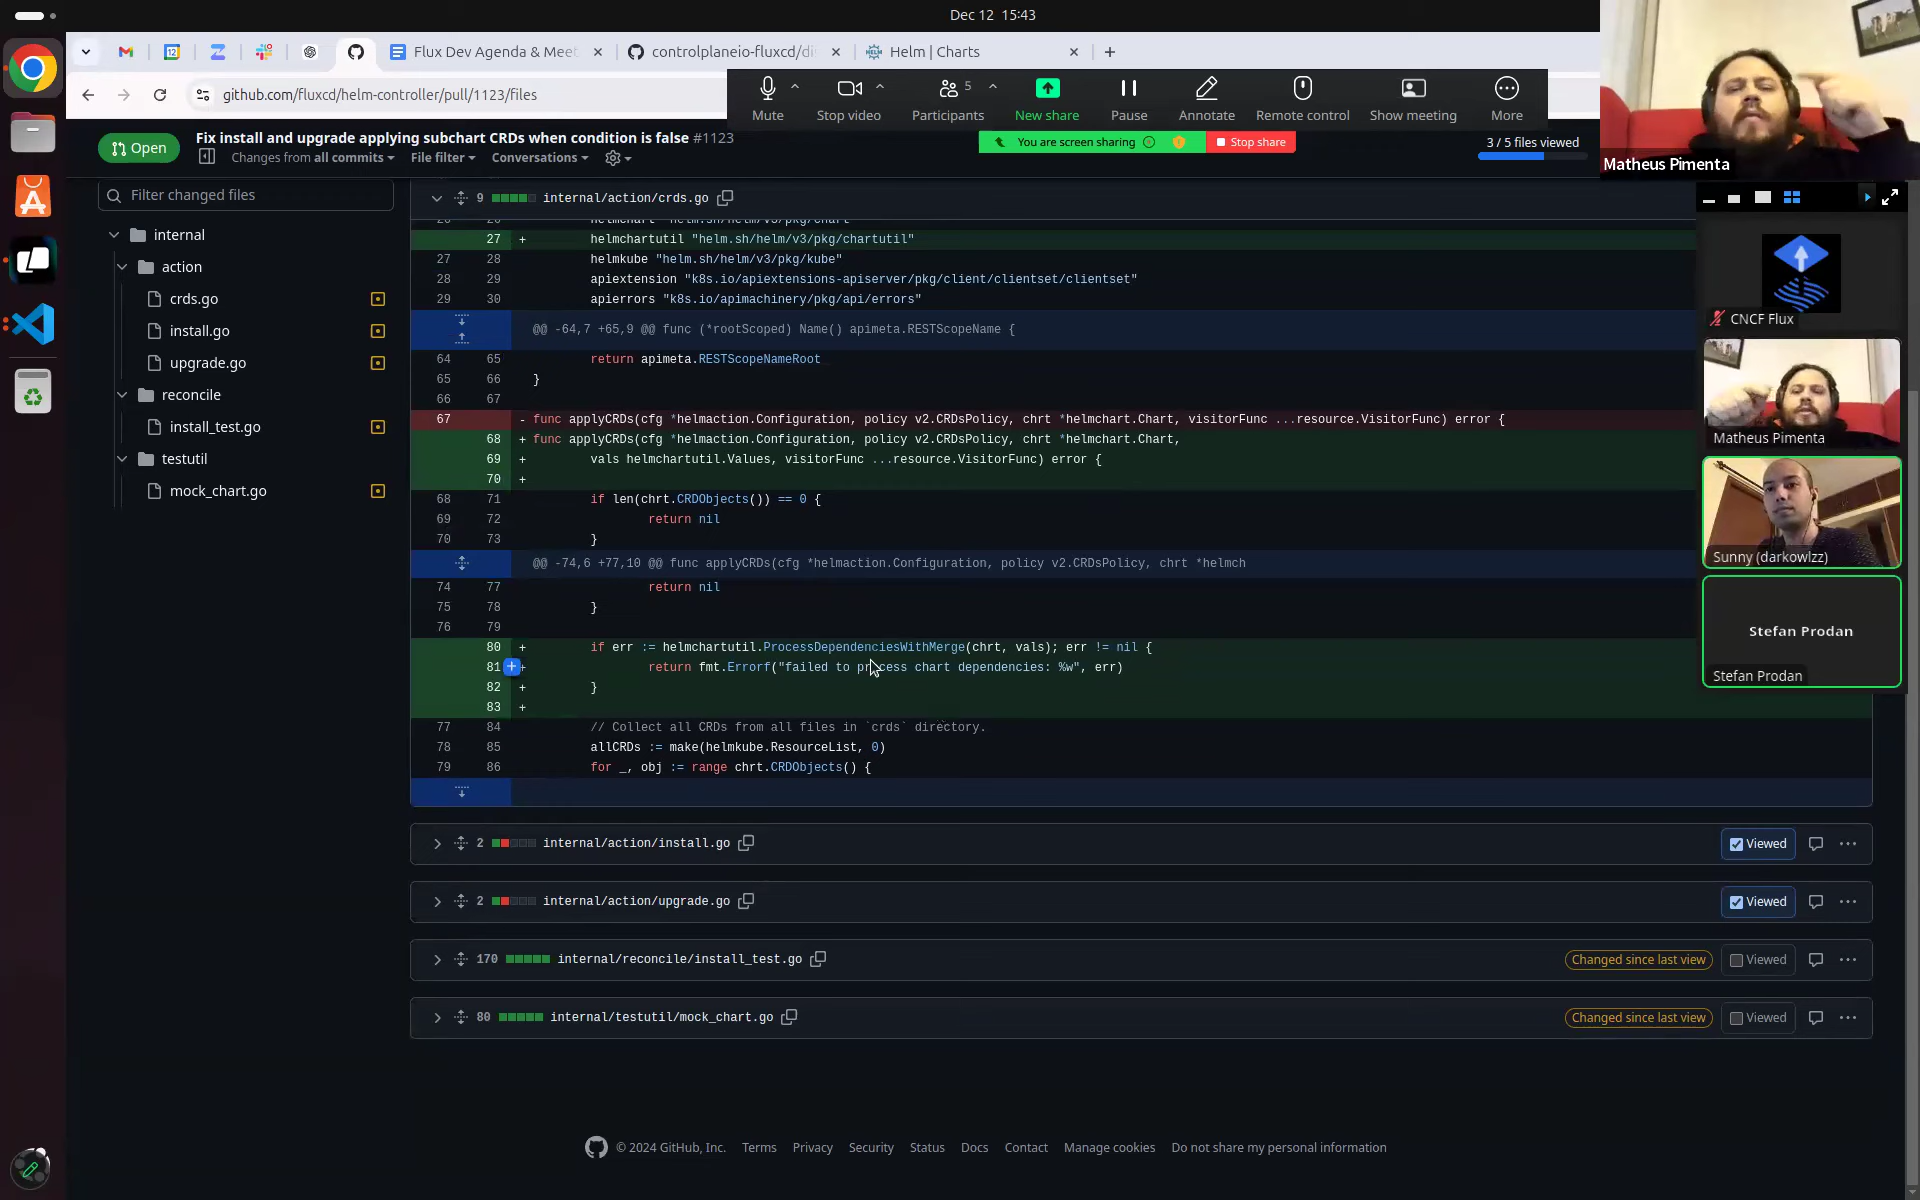 Dec 12 15:43
Flux Dev Agenda & Meet
controlplaneio-fluxcd/di
Helm | Charts
github.com/fluxcd/helm-controller/pull/1123/files
Mute
Stop video
5
Participants
New share
Pause
Annotate
Remote control
Show meeting
More
You are screen sharing
Stop share
Matheus Pimenta
Open
Fix install and upgrade applying subchart CRDs when condition is false #1123
Changes from all commits
File filter
Conversations
3 / 5 files viewed
Filter changed files
internal
action
crds.go
install.go
upgrade.go
reconcile
install_test.go
testutil
mock_chart.go
9 internal/action/crds.go
26 26 helmchart "helm.sh/helm/v3/pkg/chart"
27 + helmchartutil "helm.sh/helm/v3/pkg/chartutil"
27 28 helmkube "helm.sh/helm/v3/pkg/kube"
28 29 apiextension "k8s.io/apiextensions-apiserver/pkg/client/clientset/clientset"
29 30 apierrors "k8s.io/apimachinery/pkg/api/errors"
@@ -64,7 +65,9 @@ func (*rootScoped) Name() apimeta.RESTScopeName {
64 65 return apimeta.RESTScopeNameRoot
65 66 }
66 67
67 - func applyCRDs(cfg *helmaction.Configuration, policy v2.CRDsPolicy, chrt *helmchart.Chart, visitorFunc ...resource.VisitorFunc) error {
68 + func applyCRDs(cfg *helmaction.Configuration, policy v2.CRDsPolicy, chrt *helmchart.Chart,
69 + vals helmchartutil.Values, visitorFunc ...resource.VisitorFunc) error {
70 +
68 71 if len(chrt.CRDObjects()) == 0 {
69 72 return nil
70 73 }
@@ -74,6 +77,10 @@ func applyCRDs(cfg *helmaction.Configuration, policy v2.CRDsPolicy, chrt *helmch
74 77 return nil
75 78 }
76 79
80 + if err := helmchartutil.ProcessDependenciesWithMerge(chrt, vals); err != nil {
81 + return fmt.Errorf("failed to process chart dependencies: %w", err)
82 + }
83 +
77 84 // Collect all CRDs from all files in `crds` directory.
78 85 allCRDs := make(helmkube.ResourceList, 0)
79 86 for _, obj := range chrt.CRDObjects() {
2 internal/action/install.go Viewed
2 internal/action/upgrade.go Viewed
170 internal/reconcile/install_test.go Changed since last view Viewed
80 internal/testutil/mock_chart.go Changed since last view Viewed
CNCF Flux
Matheus Pimenta
Sunny (darkowlzz)
Stefan Prodan
Stefan Prodan
© 2024 GitHub, Inc. Terms Privacy Security Status Docs Contact Manage cookies Do not share my personal information